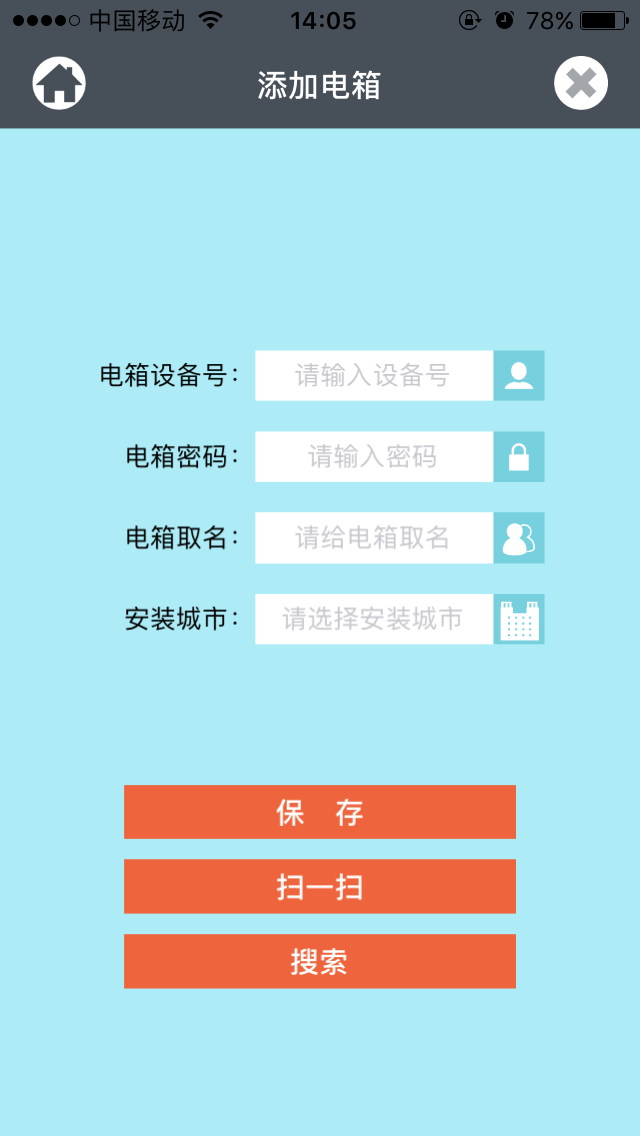 中国移动 14:05 78%
添加电箱
电箱设备号： 请输入设备号
电箱密码： 请输入密码
电箱取名： 请给电箱取名
安装城市： 请选择安装城市
保 存
扫一扫
搜索